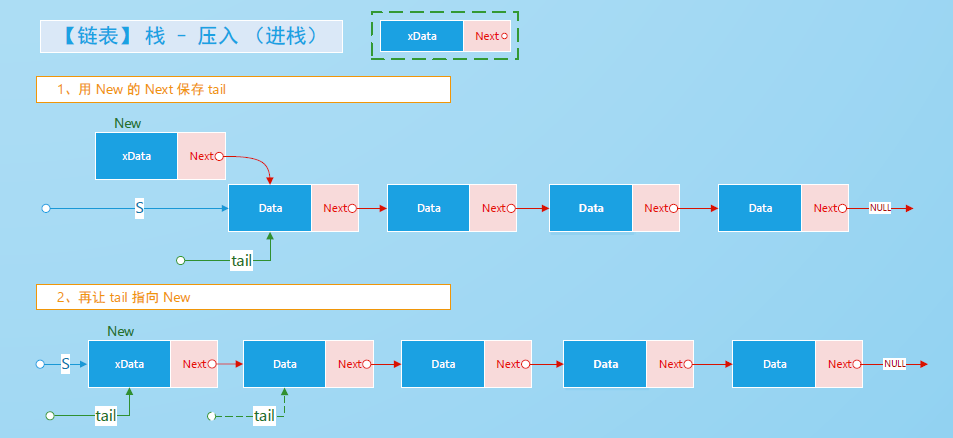 【链表】栈 - 压入 （进栈）
xData Next
1、用 New 的 Next 保存 tail
New
xData Next
S Data Next Data Next Data Next Data Next NULL
tail
2、再让 tail 指向 New
New
S xData Next Data Next Data Next Data Next Data Next NULL
tail tail